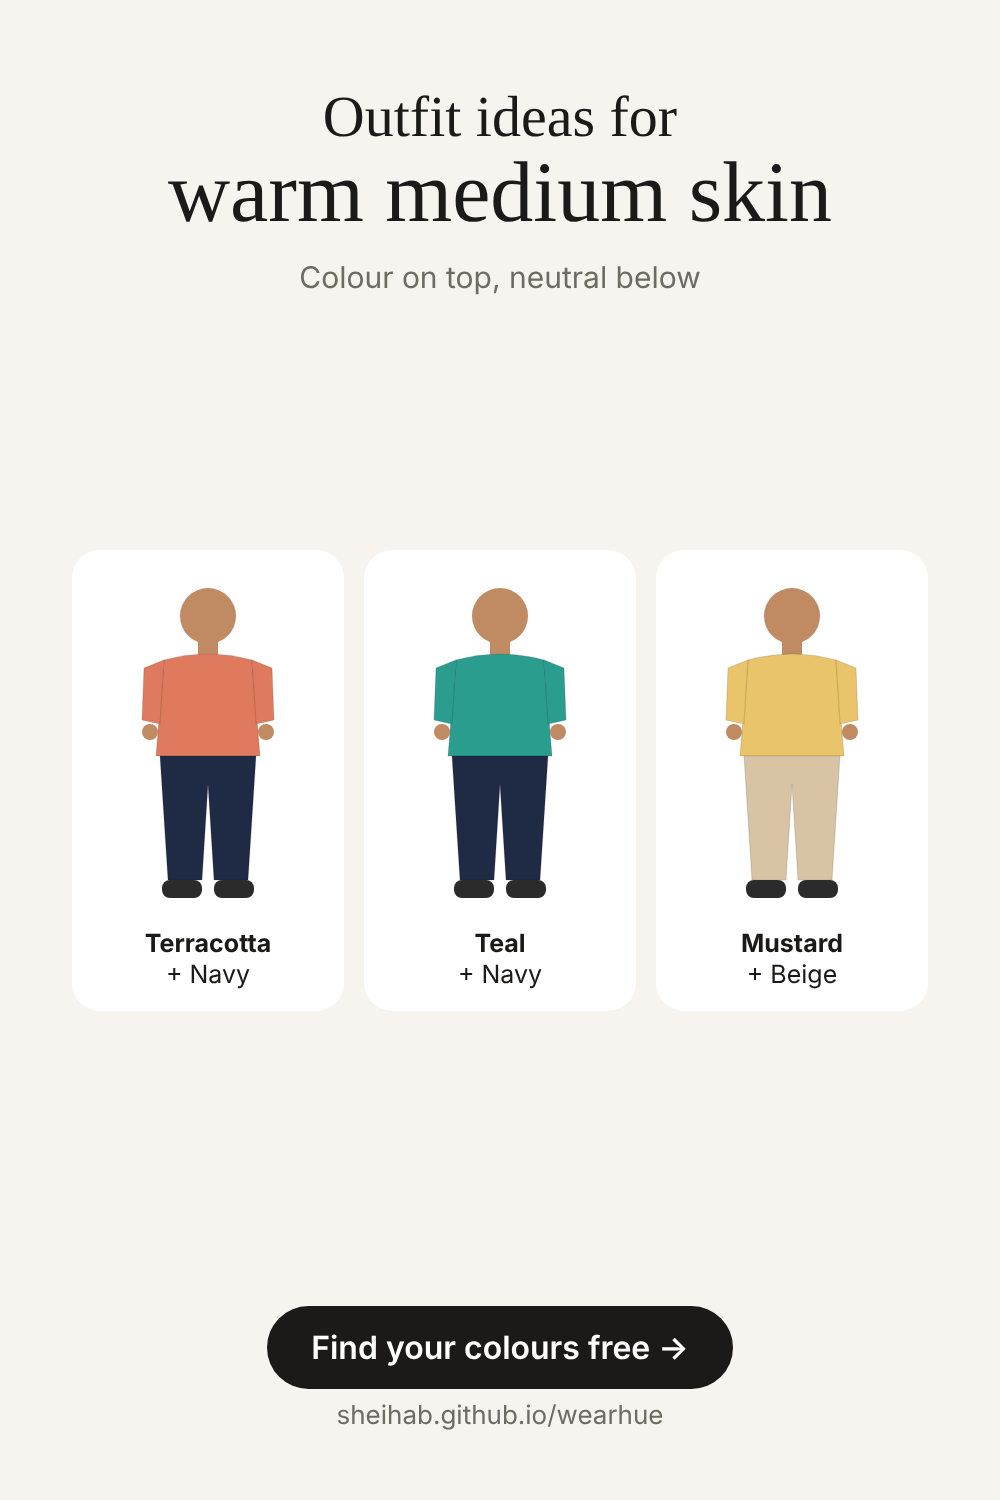 Outfit ideas for
warm medium skin
Colour on top, neutral below
Terracotta
+ Navy
Teal
+ Navy
Mustard
+ Beige
Find your colours free →
sheihab.github.io/wearhue